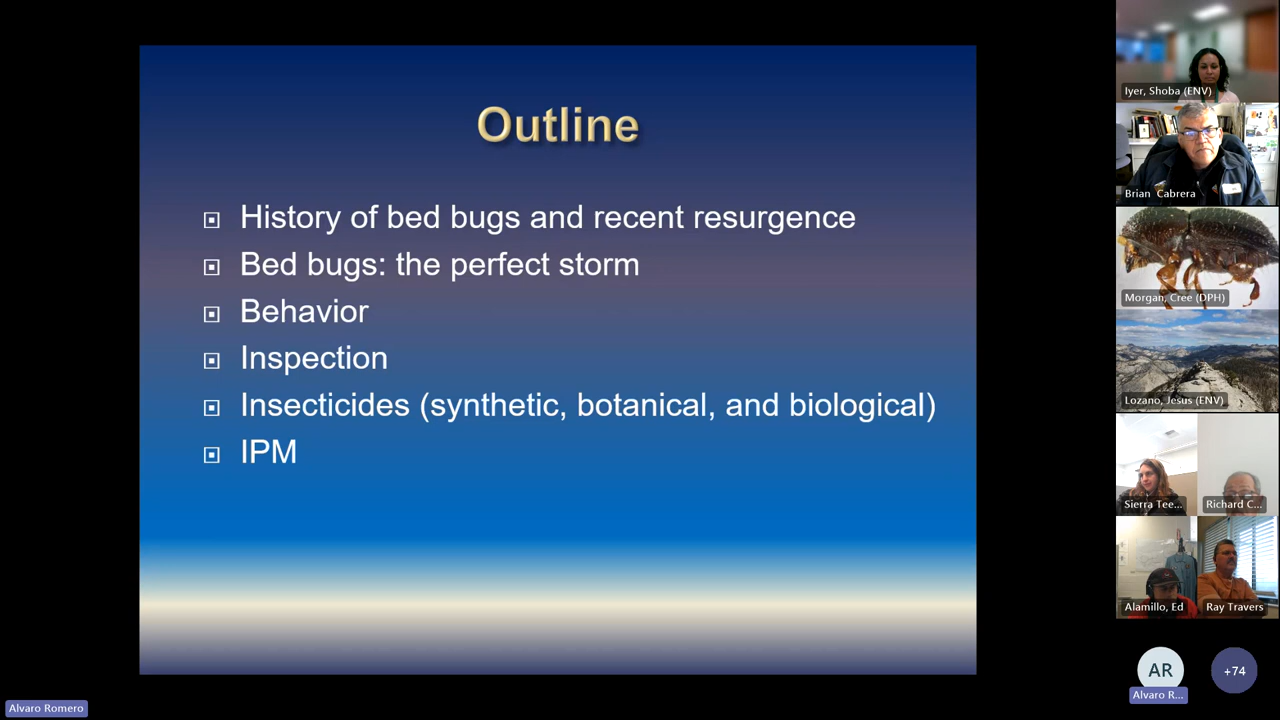 Outline
History of bed bugs and recent resurgence
Bed bugs: the perfect storm
Behavior
Inspection
Insecticides (synthetic, botanical, and biological)
IPM
Iyer, Shoba (ENV)
Brian Cabrera
Morgan, Cree (DPH)
Lozano, Jesus (ENV)
Sierra Tee...
Richard C...
Alamillo, Ed
Ray Travers
AR
+74
Alvaro R...
Alvaro Romero